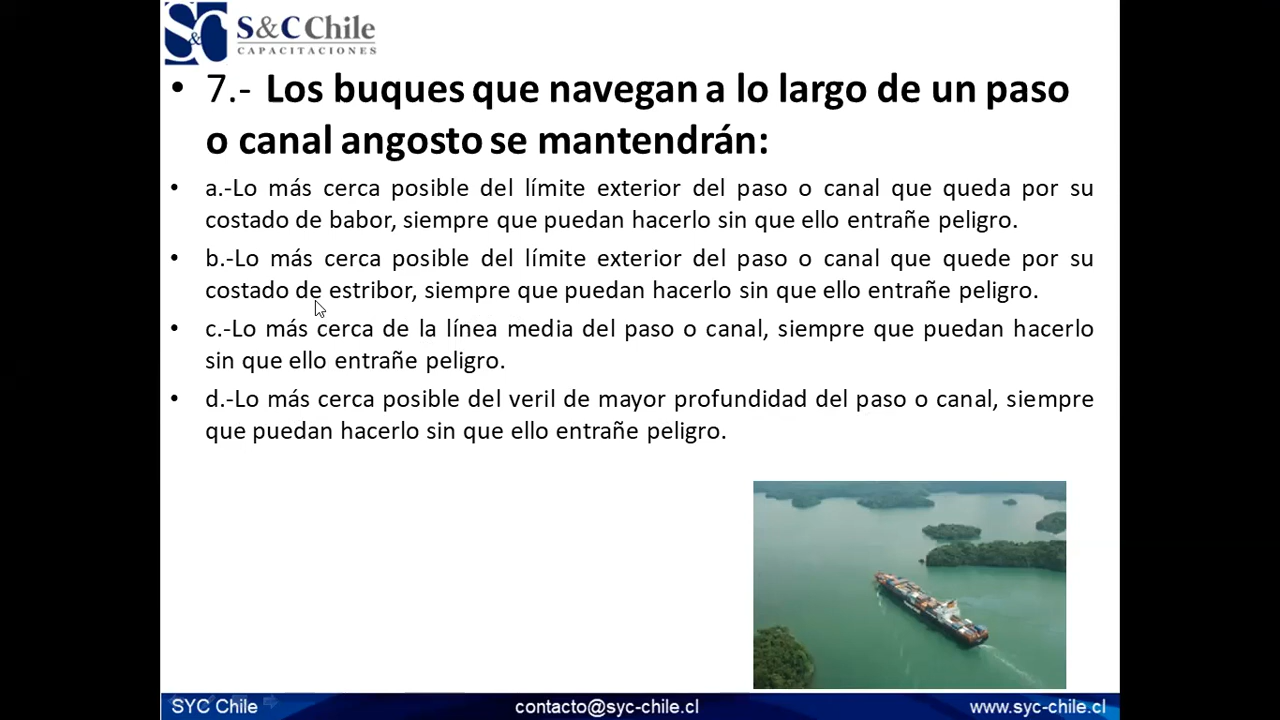 S&C Chile
CAPACITACIONES
• 7.- Los buques que navegan a lo largo de un paso
o canal angosto se mantendrán:
• a.-Lo más cerca posible del límite exterior del paso o canal que queda por su
costado de babor, siempre que puedan hacerlo sin que ello entrañe peligro.
• b.-Lo más cerca posible del límite exterior del paso o canal que quede por su
costado de estribor, siempre que puedan hacerlo sin que ello entrañe peligro.
• c.-Lo más cerca de la línea media del paso o canal, siempre que puedan hacerlo
sin que ello entrañe peligro.
• d.-Lo más cerca posible del veril de mayor profundidad del paso o canal, siempre
que puedan hacerlo sin que ello entrañe peligro.
SYC Chile contacto@syc-chile.cl www.syc-chile.cl